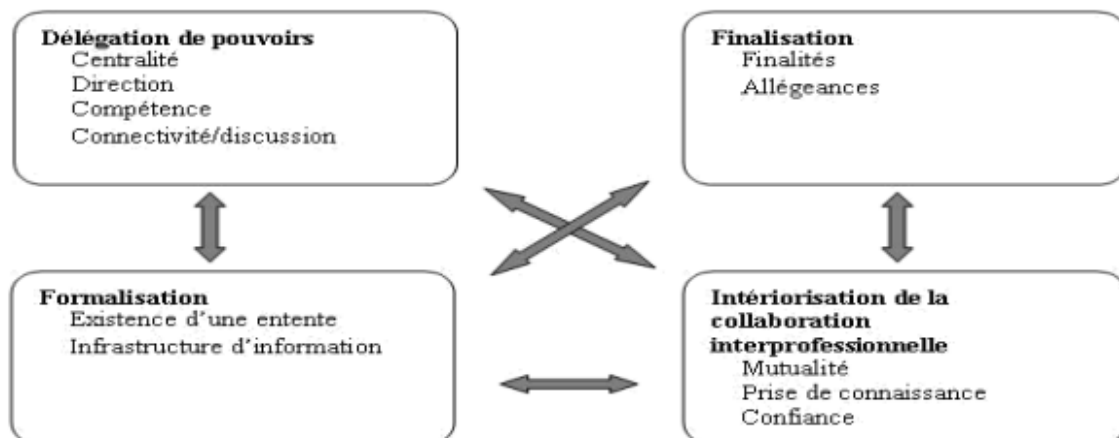 Délégation de pouvoirs
Centralité
Direction
Compétence
Connectivité/discussion
Finalisation
Finalités
Allégeances
Formalisation
Existence d'une entente
Infrastructure d'information
Intériorisation de la
collaboration
interprofessionnelle
Mutualité
Prise de connaissance
Confiance